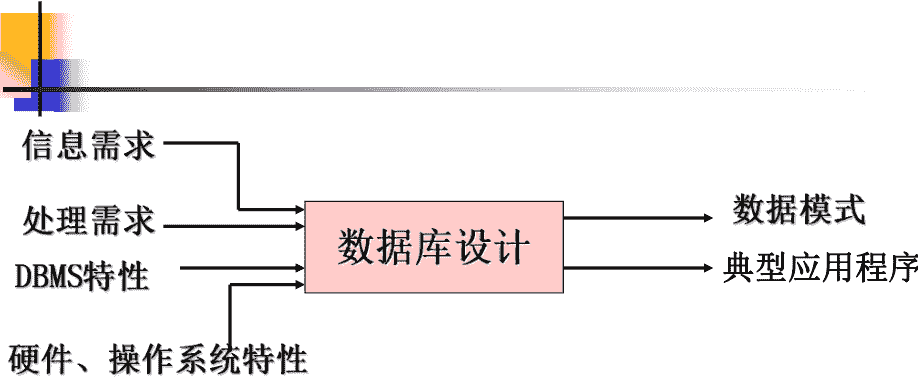 信息需求
处理需求
DBMS特性
硬件、操作系统特性
数据库设计
数据模式
典型应用程序